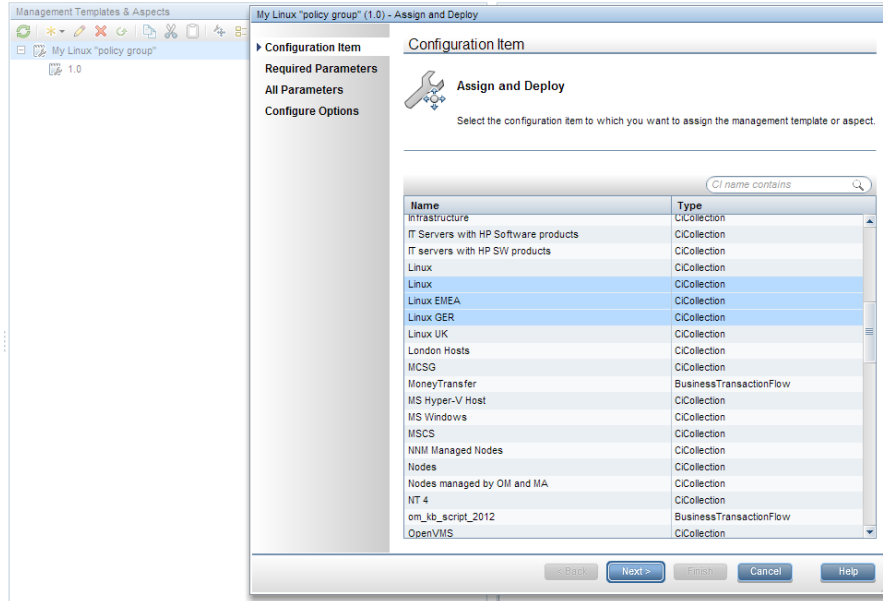 Management Templates & Aspects
My Linux "policy group"
1.0
My Linux "policy group" (1.0) - Assign and Deploy
Configuration Item
Required Parameters
All Parameters
Configure Options
Configuration Item
Assign and Deploy
Select the configuration item to which you want to assign the management template or aspect.
CI name contains
Name Type
Infrastructure CiCollection
IT Servers with HP Software products CiCollection
IT servers with HP SW products CiCollection
Linux CiCollection
Linux CiCollection
Linux EMEA CiCollection
Linux GER CiCollection
Linux UK CiCollection
London Hosts CiCollection
MCSG CiCollection
MoneyTransfer BusinessTransactionFlow
MS Hyper-V Host CiCollection
MS Windows CiCollection
MSCS CiCollection
NNM Managed Nodes CiCollection
Nodes CiCollection
Nodes managed by OM and MA CiCollection
NT 4 CiCollection
om_kb_script_2012 BusinessTransactionFlow
OpenVMS CiCollection
< Back Next > Finish Cancel Help